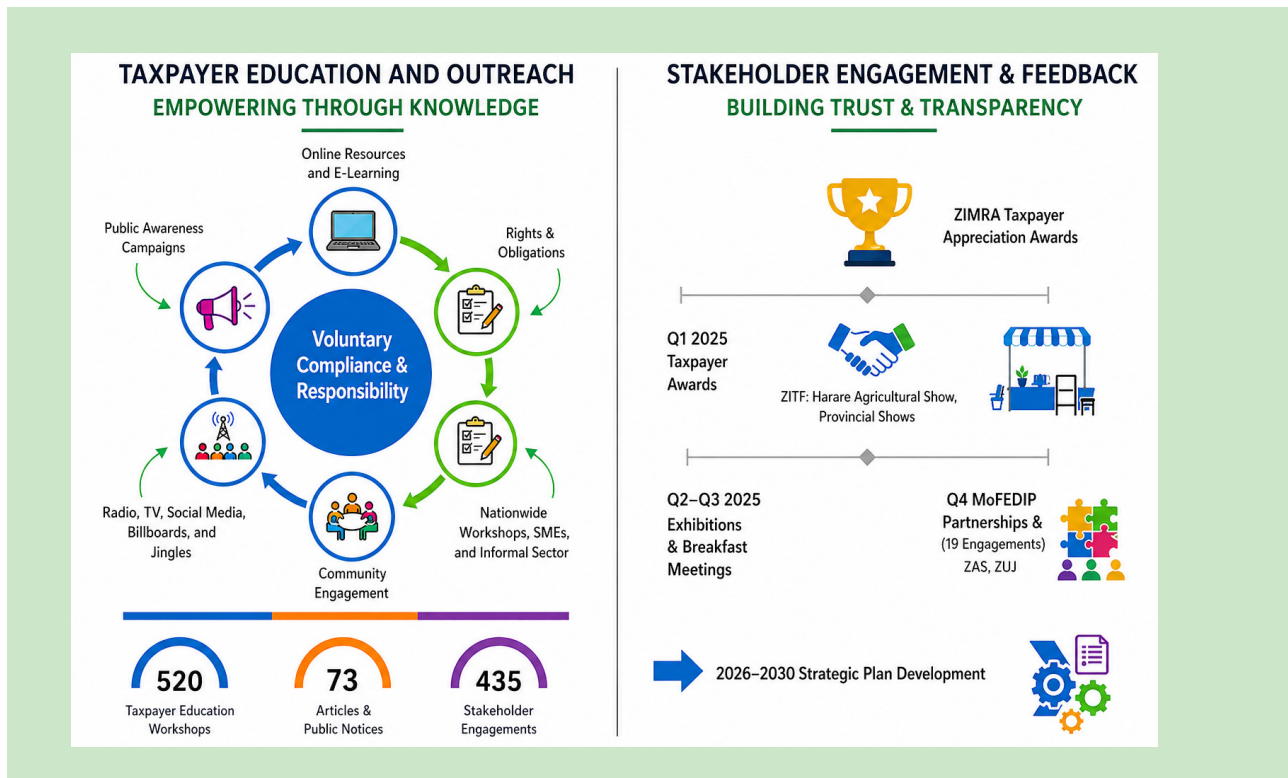 TAXPAYER EDUCATION AND OUTREACH
EMPOWERING THROUGH KNOWLEDGE
Online Resources
and E-Learning
Public Awareness
Campaigns
Rights &
Obligations
Voluntary
Compliance &
Responsibility
Radio, TV, Social Media,
Billboards, and
Jingles
Nationwide
Workshops, SMEs,
and Informal Sector
Community
Engagement
520
Taxpayer Education
Workshops
73
Articles &
Public Notices
435
Stakeholder
Engagements
STAKEHOLDER ENGAGEMENT & FEEDBACK
BUILDING TRUST & TRANSPARENCY
ZIMRA Taxpayer
Appreciation Awards
Q1 2025
Taxpayer
Awards
ZITF: Harare Agricultural Show,
Provincial Shows
Q2–Q3 2025
Exhibitions
& Breakfast
Meetings
Q4 MoFEDIP
Partnerships &
(19 Engagements)
ZAS, ZUJ
2026–2030 Strategic Plan Development